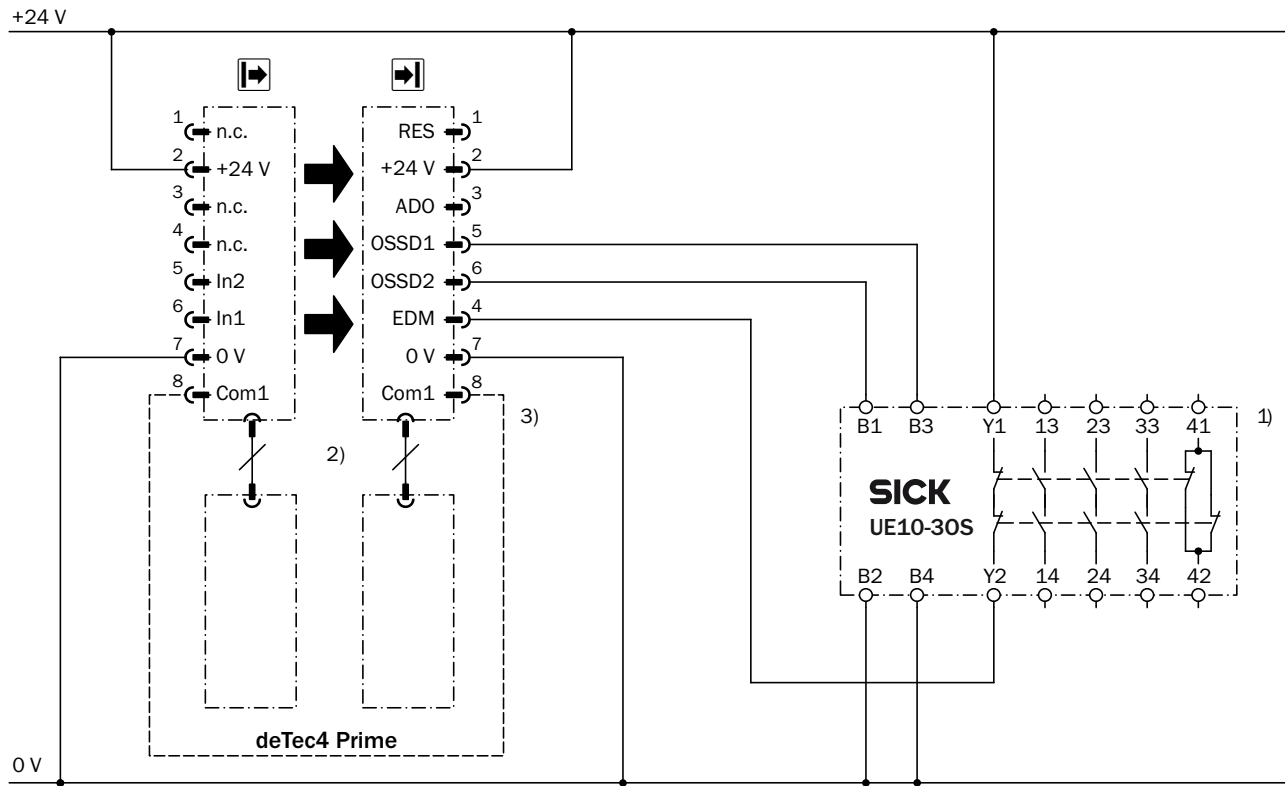 +24 V
1 n.c.
2 +24 V
3 n.c.
4 n.c.
5 In2
6 In1
7 0 V
8 Com1
RES 1
+24 V 2
ADO 3
OSSD1 5
OSSD2 6
EDM 4
0 V 7
Com1 8
3)
2)
deTec4 Prime
1)
B1 B3 Y1 13 23 33 41
SICK
UE10-30S
B2 B4 Y2 14 24 34 42
0 V